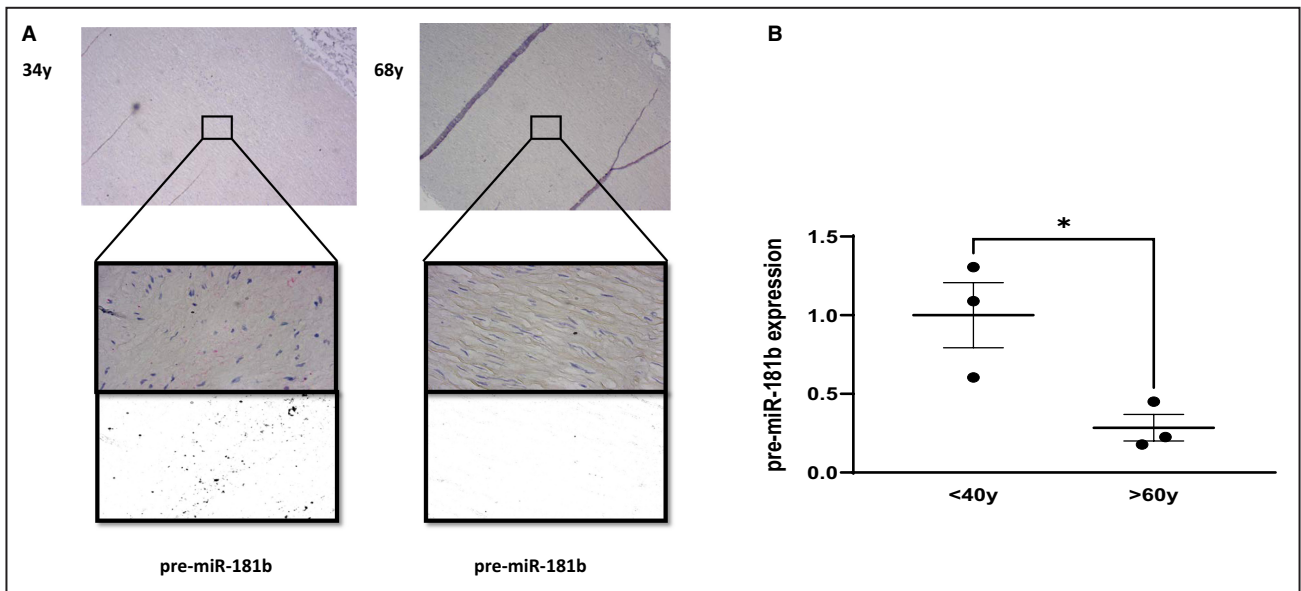 A
34y
68y
pre-miR-181b
pre-miR-181b
B
*
pre-miR-181b expression
1.5
1.0
0.5
0.0
<40y
>60y